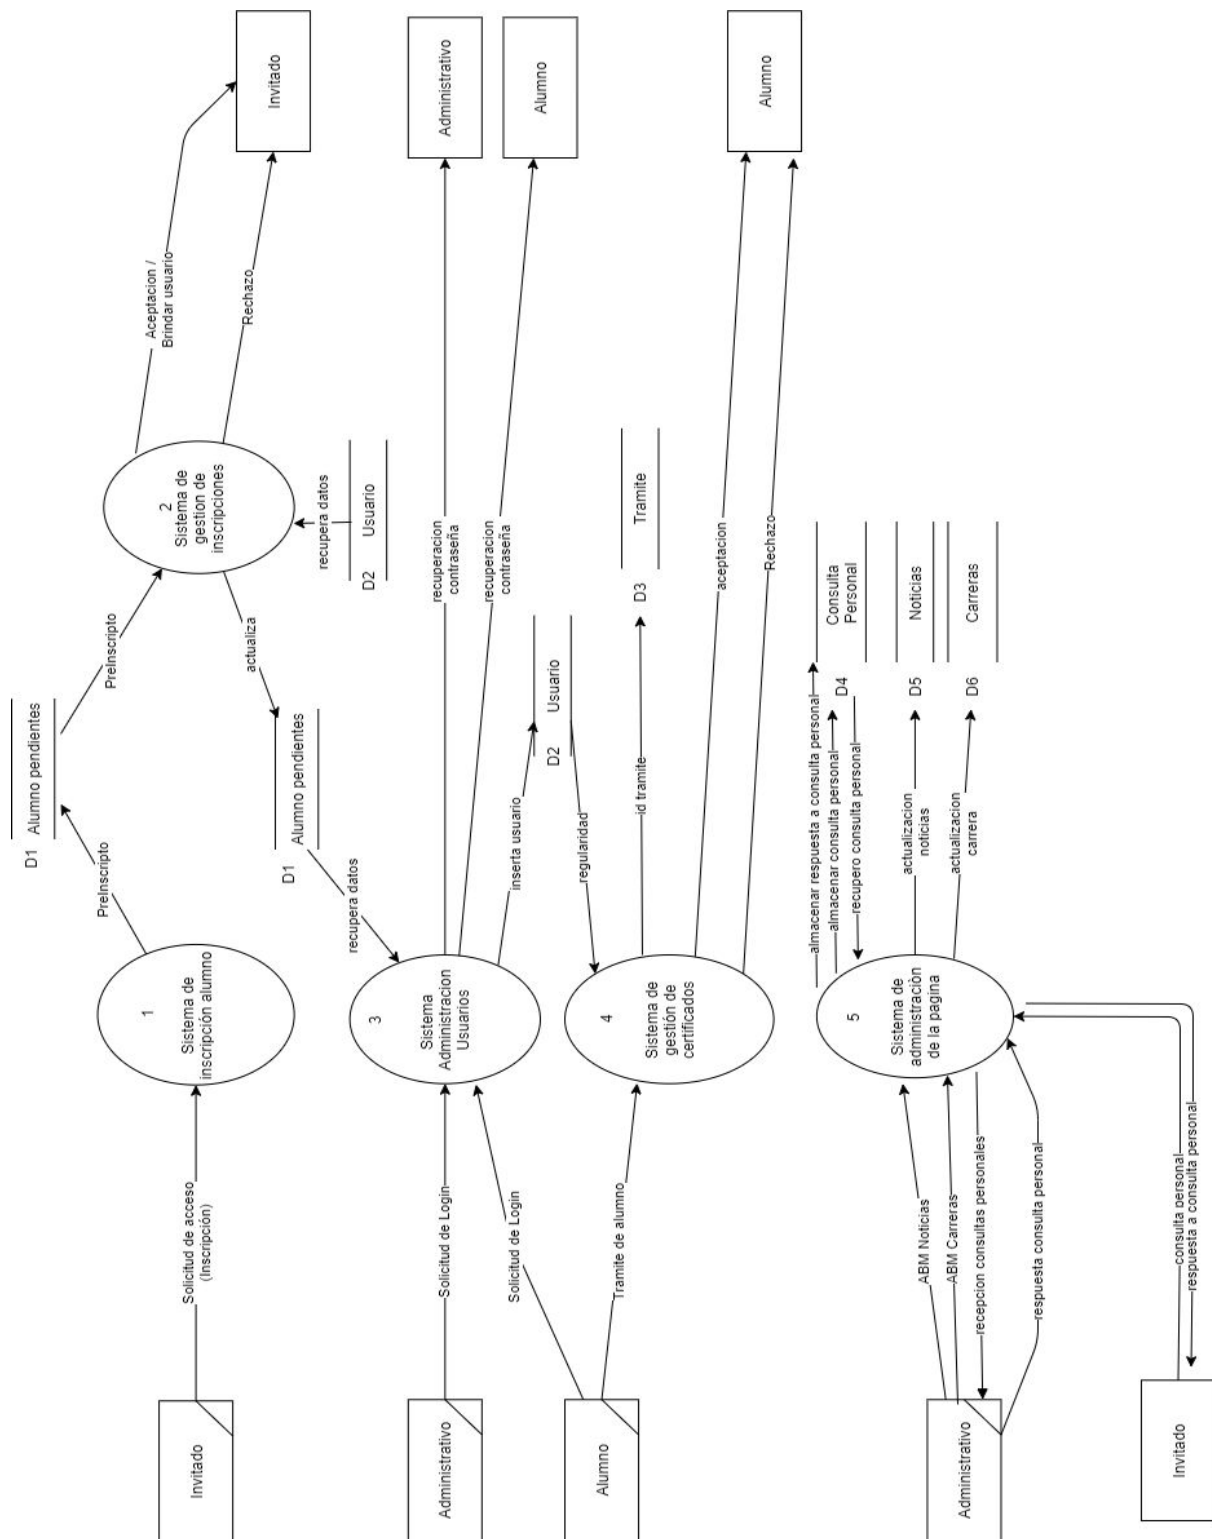 Invitado
Solicitud de acceso
(Inscripción)
1
Sistema de
inscripción alumno
PreInscripto
D1
Alumno pendientes
PreInscripto
2
Sistema de
gestion de
inscripciones
Aceptacion /
Brindar usuario
Rechazo
Invitado
actualiza
recupera datos
D2
Usuario
D1
Alumno pendientes
recupera datos
Administrativo
Solicitud de Login
3
Sistema
Administracion
Usuarios
recuperacion
contraseña
Administrativo
recuperacion
contraseña
Alumno
inserta usuario
D2
Usuario
Alumno
Solicitud de Login
Tramite de alumno
regularidad
4
Sistema de
gestión de
certificados
id tramite
D3
Tramite
aceptacion
Rechazo
Alumno
Administrativo
ABM Noticias
ABM Carreras
recepcion consultas personales
respuesta consulta personal
5
Sistema de
administración
de la pagina
almacenar respuesta a consulta personal
almacenar consulta personal
recupero consulta personal
D4
Consulta
Personal
actualizacion
noticias
D5
Noticias
actualizacion
carrera
D6
Carreras
Invitado
consulta personal
respuesta a consulta personal